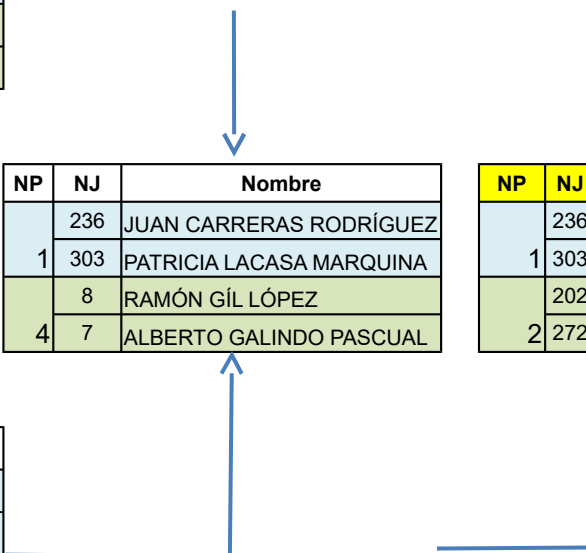 NP NJ Nombre
236 JUAN CARRERAS RODRÍGUEZ
1 303 PATRICIA LACASA MARQUINA
8 RAMÓN GÍL LÓPEZ
4 7 ALBERTO GALINDO PASCUAL
NP NJ
236
1 303
202
2 272